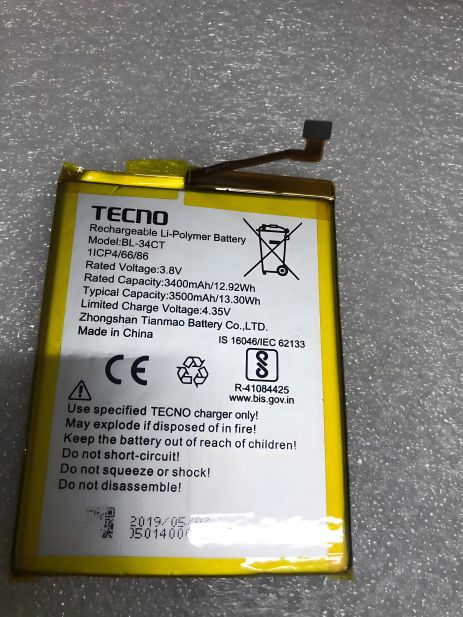 TECNO
Rechargeable Li-Polymer Battery
Model:BL-34CT
1ICP4/66/86
Rated Voltage:3.8V
Rated Capacity:3400mAh/12.92Wh
Typical Capacity:3500mAh/13.30Wh
Limited Charge Voltage:4.35V
Zhongshan Tianmao Battery Co.,LTD.
Made in China
IS 16046/IEC 62133
CE
R-41084425
www.bis.gov.in
Use specified TECNO charger only!
May explode if disposed of in fire!
Keep the battery out of reach of children!
Do not short-circuit!
Do not squeeze or shock!
Do not disassemble!